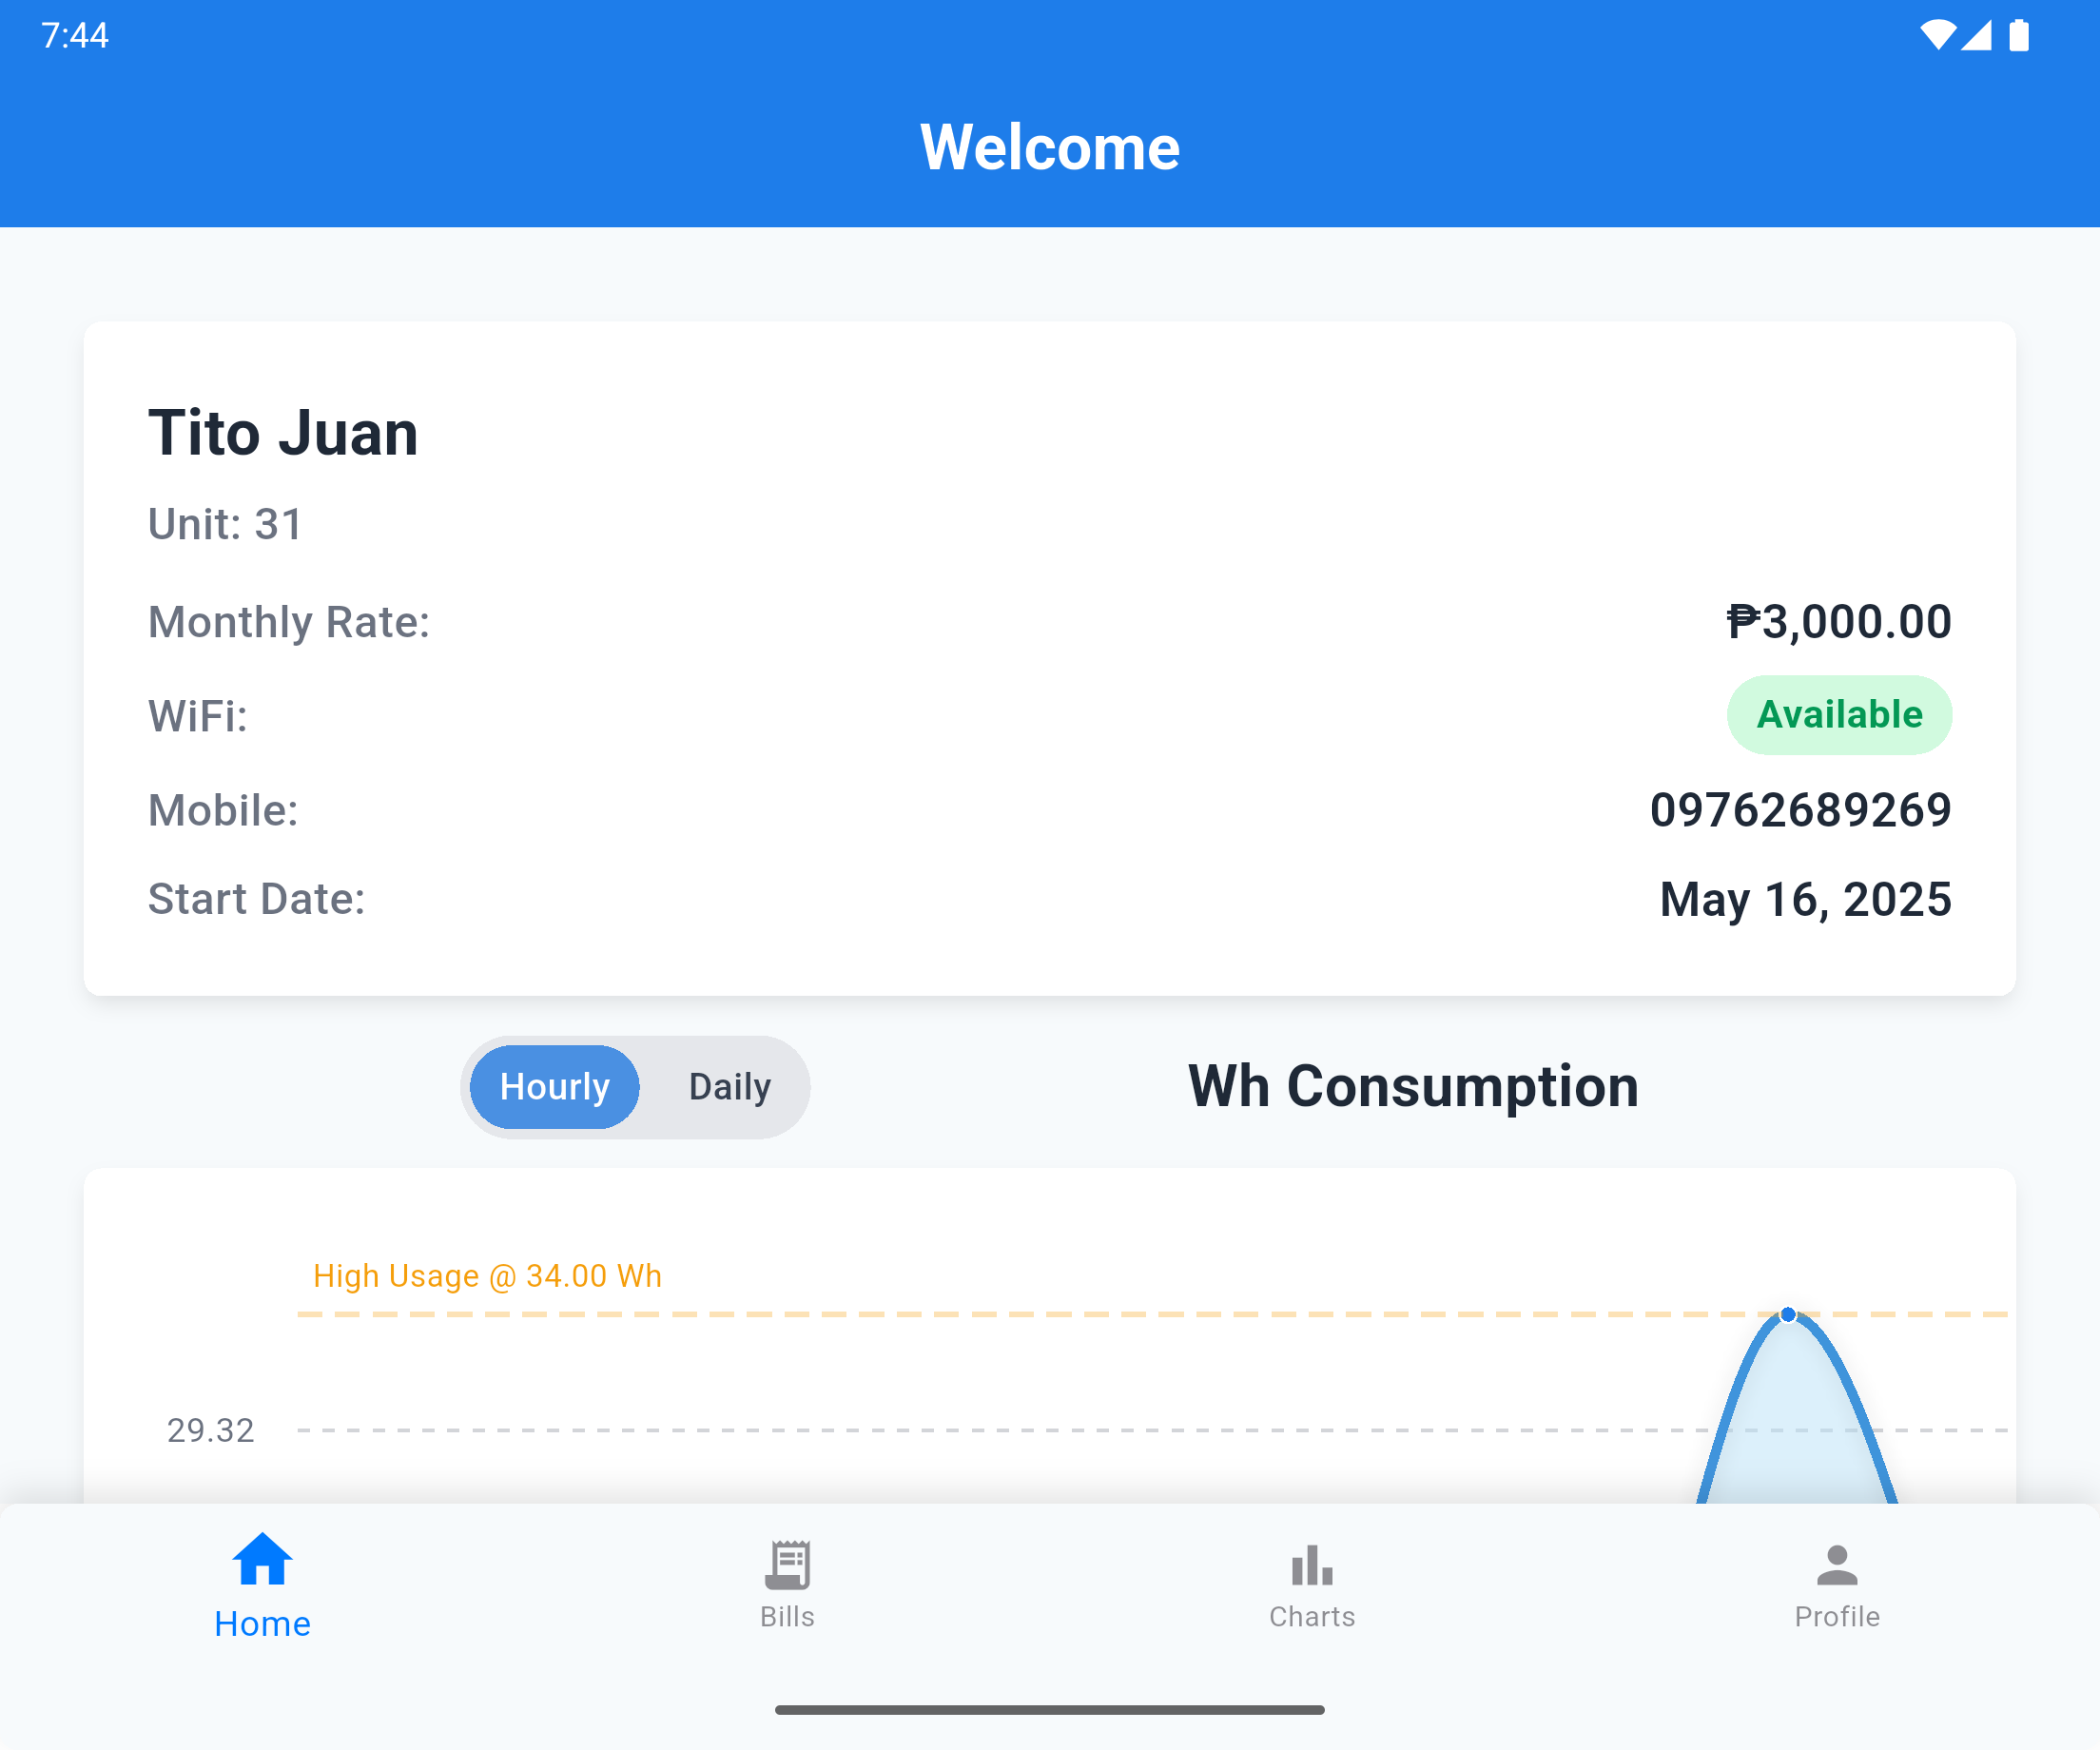 7:44
Welcome
Tito Juan
Unit: 31
Monthly Rate: ₱3,000.00
WiFi: Available
Mobile: 09762689269
Start Date: May 16, 2025
Hourly Daily Wh Consumption
High Usage @ 34.00 Wh
29.32
Home Bills Charts Profile